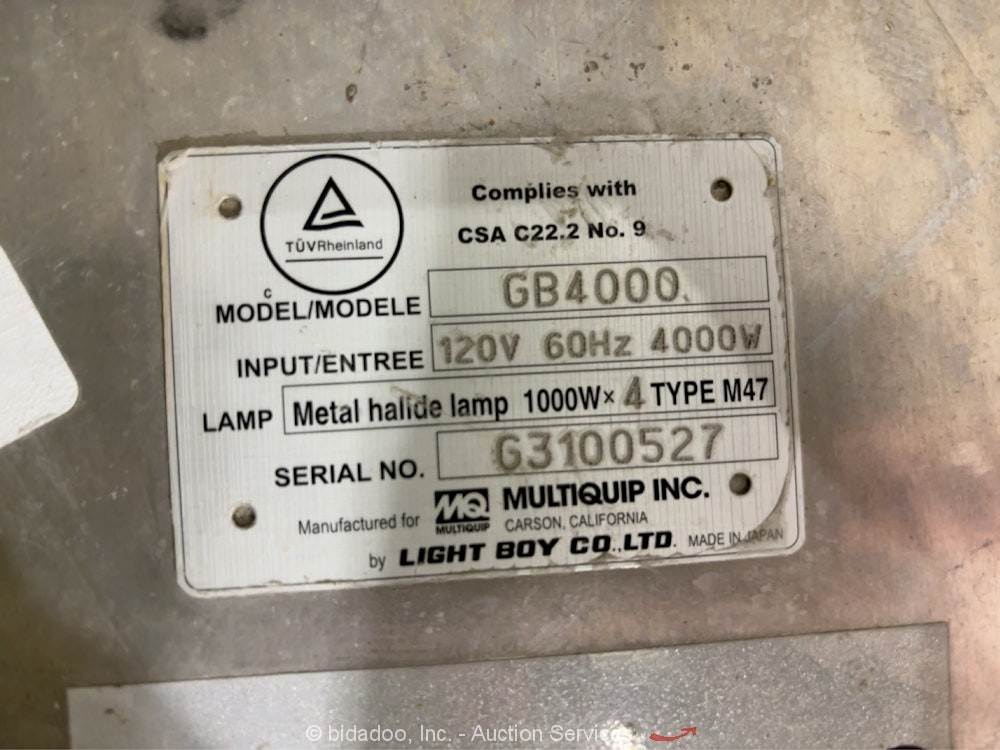 TÜVRheinland
C
Complies with
CSA C22.2 No. 9
MODEL/MODELE GB4000
INPUT/ENTREE 120V 60Hz 4000W
LAMP Metal halide lamp 1000W× 4 TYPE M47
SERIAL NO. G3100527
Manufactured for MQ MULTIQUIP MULTIQUIP INC.
CARSON, CALIFORNIA
by LIGHT BOY CO.,LTD. MADE IN JAPAN
© bidadoo, Inc. - Auction Services